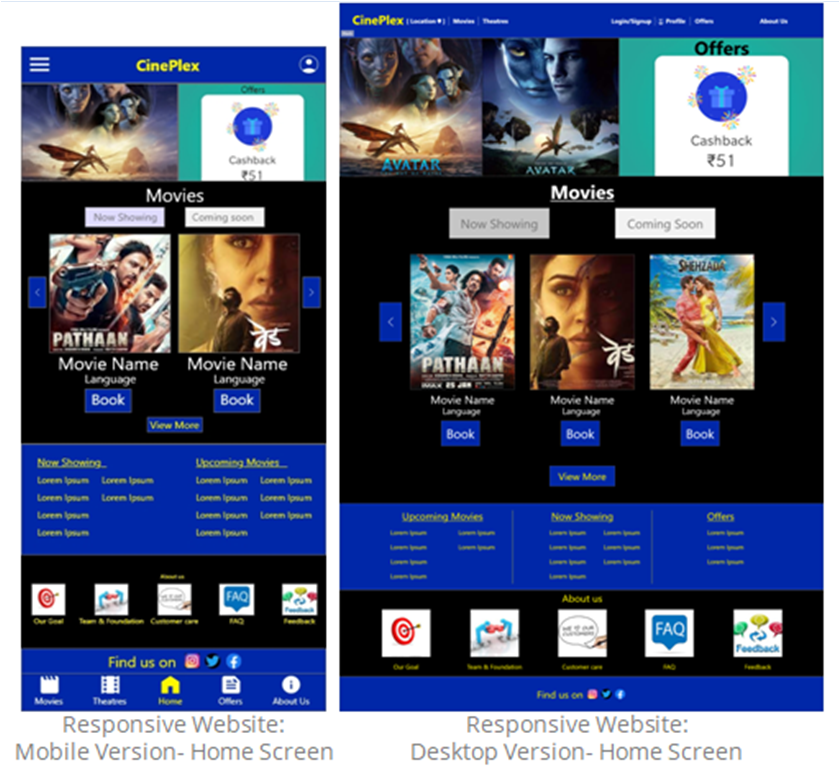 CinePlex
Offers
Cashback
₹51
Movies
Now Showing
Coming soon
PATHAAN
वेड
Movie Name
Movie Name
Language
Language
Book
Book
View More
Now Showing
Upcoming Movies
Lorem Ipsum Lorem Ipsum Lorem Ipsum Lorem Ipsum
Lorem Ipsum Lorem Ipsum Lorem Ipsum Lorem Ipsum
Lorem Ipsum Lorem Ipsum Lorem Ipsum
Lorem Ipsum Lorem Ipsum
About us
FAQ
Feedback
Our Goal
Team & Foundation
Customer care
FAQ
Feedback
Find us on
Movies
Theatres
Home
Offers
About Us
Responsive Website:
Mobile Version- Home Screen
CinePlex | Location | Movies | Theatres Login/Signup | Profile | Offers About Us
AVATAR
AVATAR
Offers
Cashback
₹51
Movies
Now Showing
Coming Soon
PATHAAN
IMAX 25 JAN
वेड
SHEHZADA
Movie Name
Movie Name
Movie Name
Language
Language
Language
Book
Book
Book
View More
Upcoming Movies
Now Showing
Offers
Lorem Ipsum Lorem Ipsum Lorem Ipsum Lorem Ipsum Lorem Ipsum
Lorem Ipsum Lorem Ipsum Lorem Ipsum Lorem Ipsum Lorem Ipsum
Lorem Ipsum Lorem Ipsum Lorem Ipsum
Lorem Ipsum Lorem Ipsum
About us
WE ♥ OUR
CUSTOMERS
FAQ
Feedback
Our Goal
Team & Foundation
Customer care
FAQ
Feedback
Find us on
Responsive Website:
Desktop Version- Home Screen